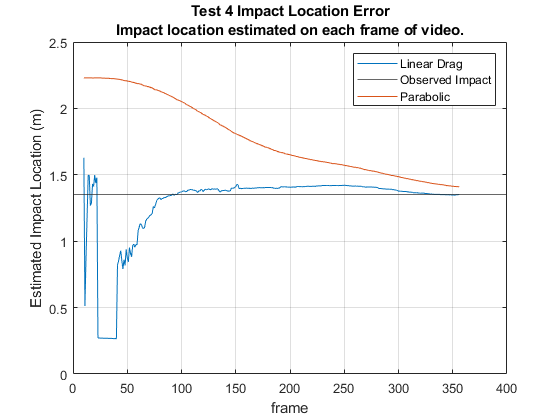 Test 4 Impact Location Error
Impact location estimated on each frame of video.
Linear Drag
Observed Impact
Parabolic
Estimated Impact Location (m)
2.5
2
1.5
1
0.5
0
0 50 100 150 200 250 300 350 400
frame